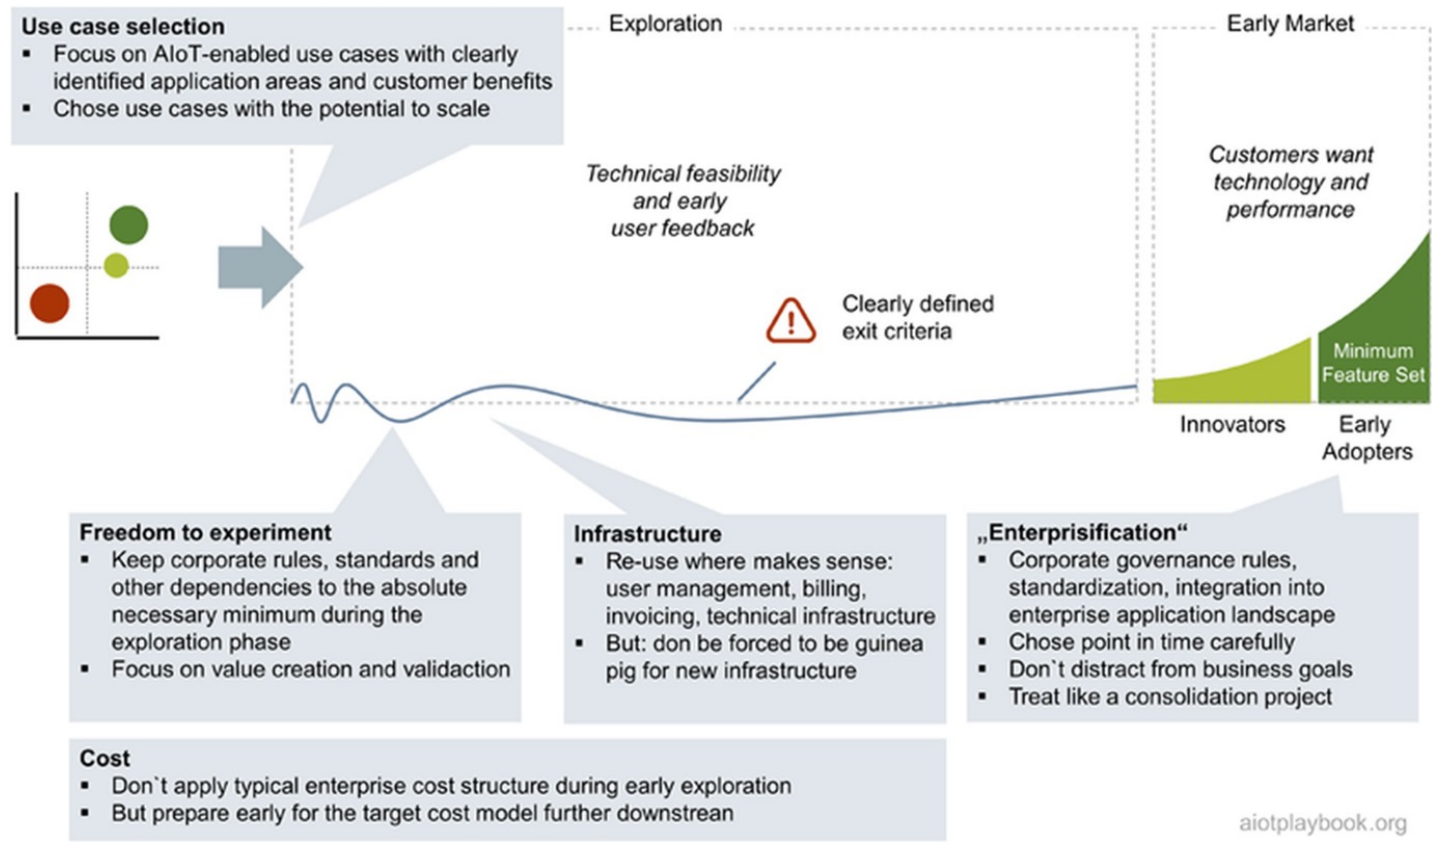 Use case selection
▪ Focus on AIoT-enabled use cases with clearly
identified application areas and customer benefits
▪ Chose use cases with the potential to scale
Exploration
Early Market
Technical feasibility
and early
user feedback
Customers want
technology and
performance
Clearly defined
exit criteria
Minimum
Feature Set
Innovators
Early
Adopters
Freedom to experiment
▪ Keep corporate rules, standards and
other dependencies to the absolute
necessary minimum during the
exploration phase
▪ Focus on value creation and validaction
Infrastructure
▪ Re-use where makes sense:
user management, billing,
invoicing, technical infrastructure
▪ But: don be forced to be guinea
pig for new infrastructure
„Enterprisification“
▪ Corporate governance rules,
standardization, integration into
enterprise application landscape
▪ Chose point in time carefully
▪ Don`t distract from business goals
▪ Treat like a consolidation project
Cost
▪ Don`t apply typical enterprise cost structure during early exploration
▪ But prepare early for the target cost model further downstrean
aiotplaybook.org